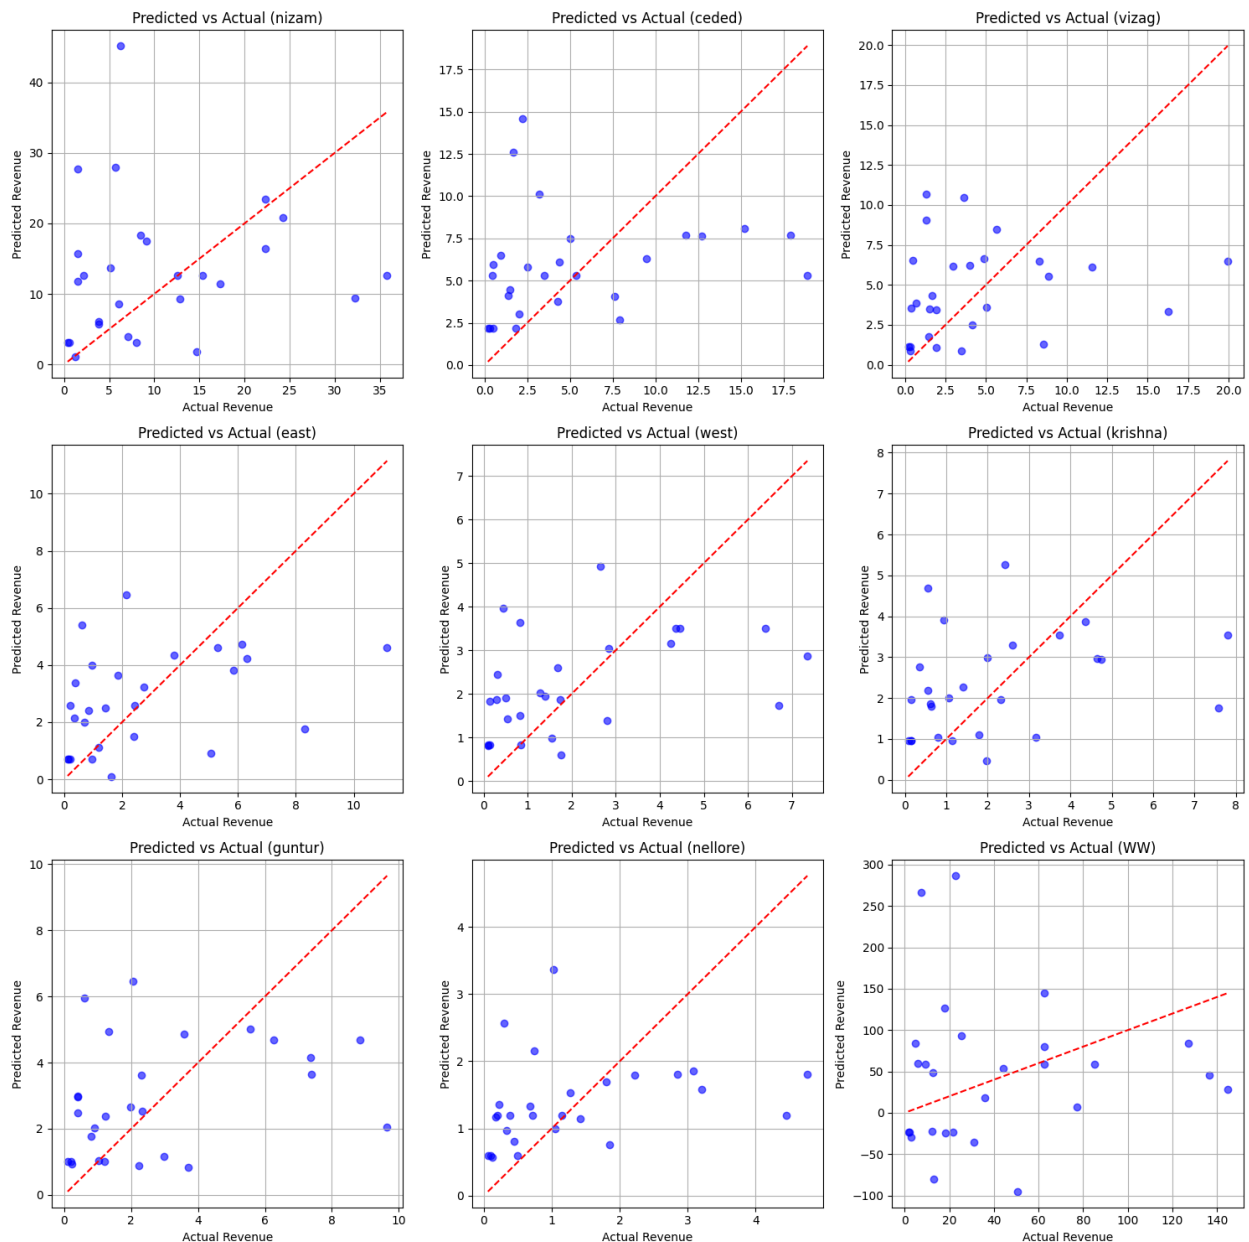 Predicted vs Actual (nizam)
40
30
20
10
0
Predicted Revenue
0 5 10 15 20 25 30 35
Actual Revenue
Predicted vs Actual (ceded)
17.5
15.0
12.5
10.0
7.5
5.0
2.5
0.0
Predicted Revenue
0.0 2.5 5.0 7.5 10.0 12.5 15.0 17.5
Actual Revenue
Predicted vs Actual (vizag)
20.0
17.5
15.0
12.5
10.0
7.5
5.0
2.5
0.0
Predicted Revenue
0.0 2.5 5.0 7.5 10.0 12.5 15.0 17.5 20.0
Actual Revenue
Predicted vs Actual (east)
10
8
6
4
2
0
Predicted Revenue
0 2 4 6 8 10
Actual Revenue
Predicted vs Actual (west)
7
6
5
4
3
2
1
0
Predicted Revenue
0 1 2 3 4 5 6 7
Actual Revenue
Predicted vs Actual (krishna)
8
7
6
5
4
3
2
1
0
Predicted Revenue
0 1 2 3 4 5 6 7 8
Actual Revenue
Predicted vs Actual (guntur)
10
8
6
4
2
0
Predicted Revenue
0 2 4 6 8 10
Actual Revenue
Predicted vs Actual (nellore)
4
3
2
1
0
Predicted Revenue
0 1 2 3 4
Actual Revenue
Predicted vs Actual (WW)
300
250
200
150
100
50
0
−50
−100
Predicted Revenue
0 20 40 60 80 100 120 140
Actual Revenue